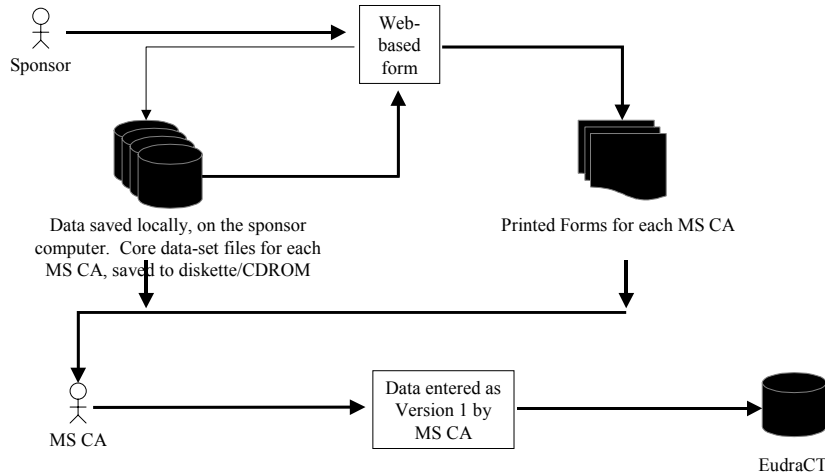 Web-
based
form
Sponsor
Data saved locally, on the sponsor
computer.  Core data-set files for each
MS CA, saved to diskette/CDROM
Printed Forms for each MS CA
Data entered as
Version 1 by
MS CA
MS CA
EudraCT